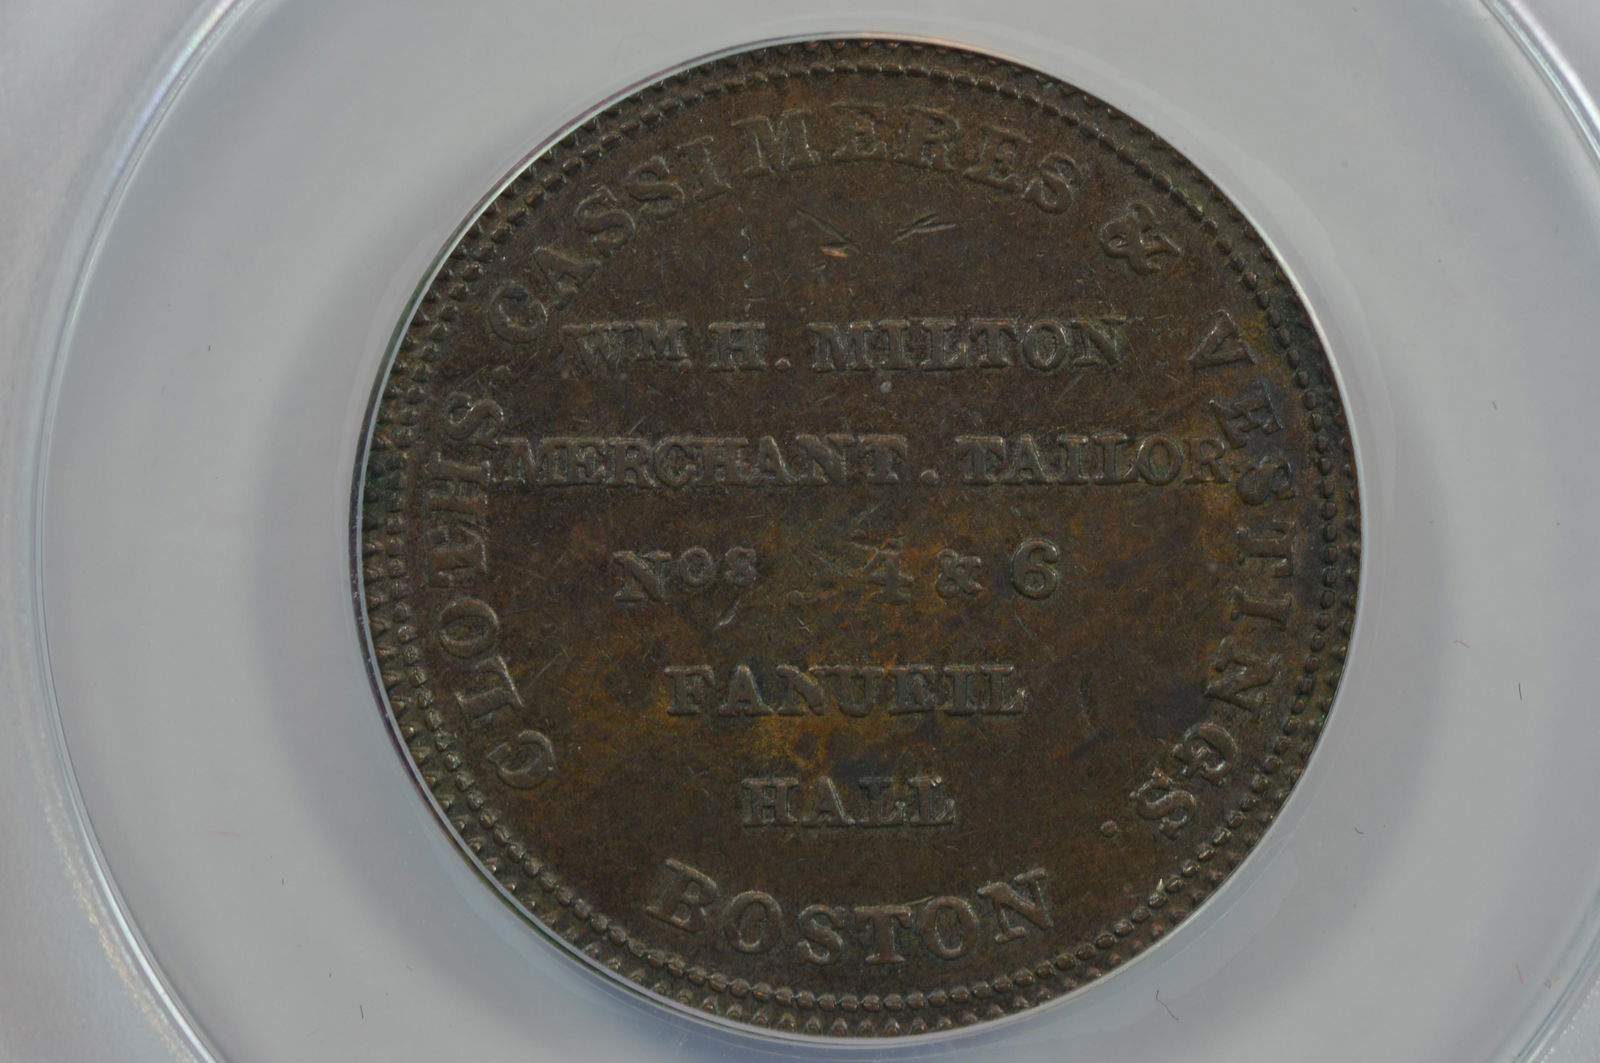 CLOTHS. CASSIMERES & VESTINGS.
WM H. MILTON
MERCHANT. TAILOR
NOS 4 & 6
FANUEIL
HALL
BOSTON